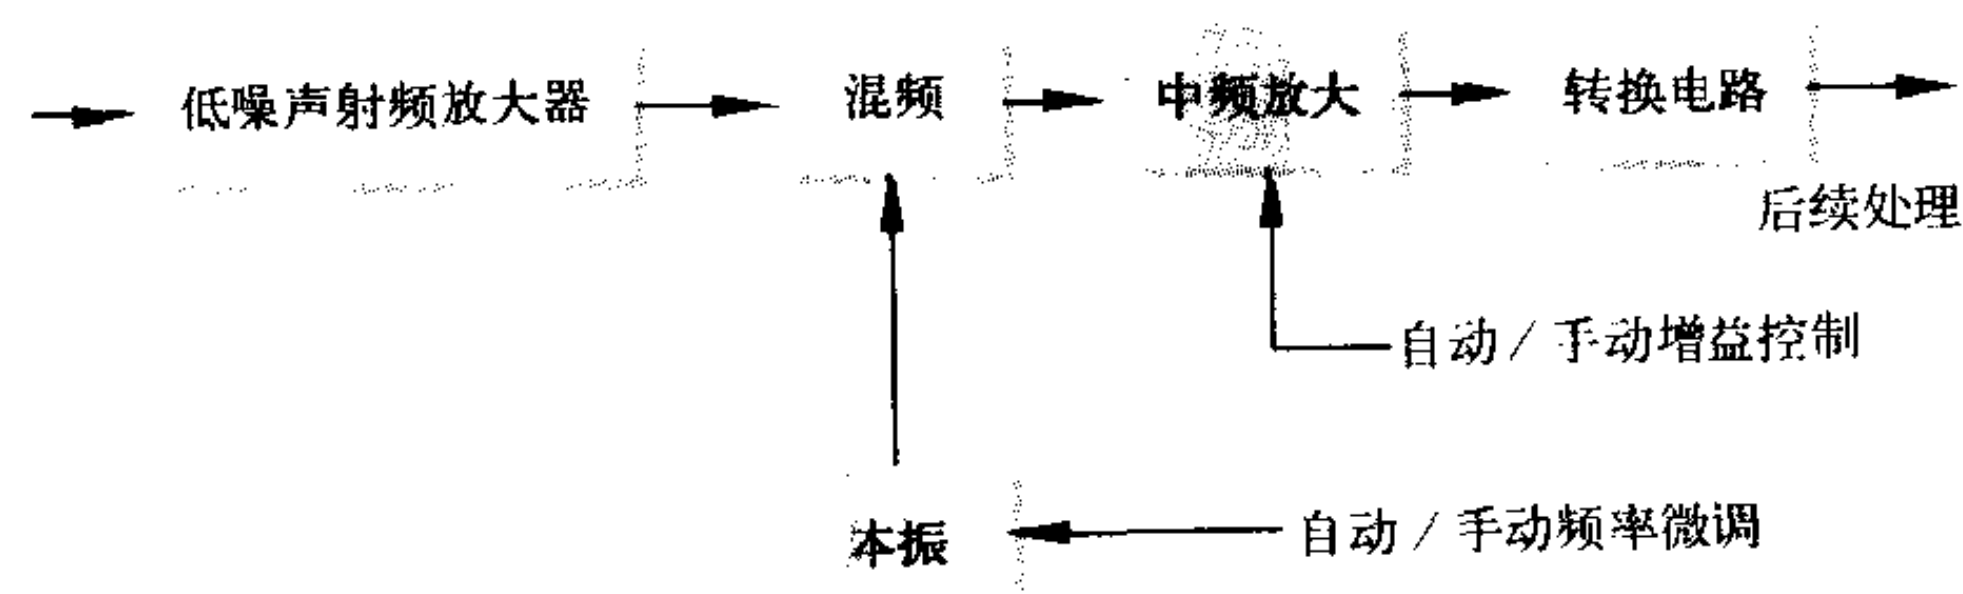 低噪声射频放大器
混频
中频放大
转换电路
后续处理
自动/手动增益控制
本振
自动/手动频率微调